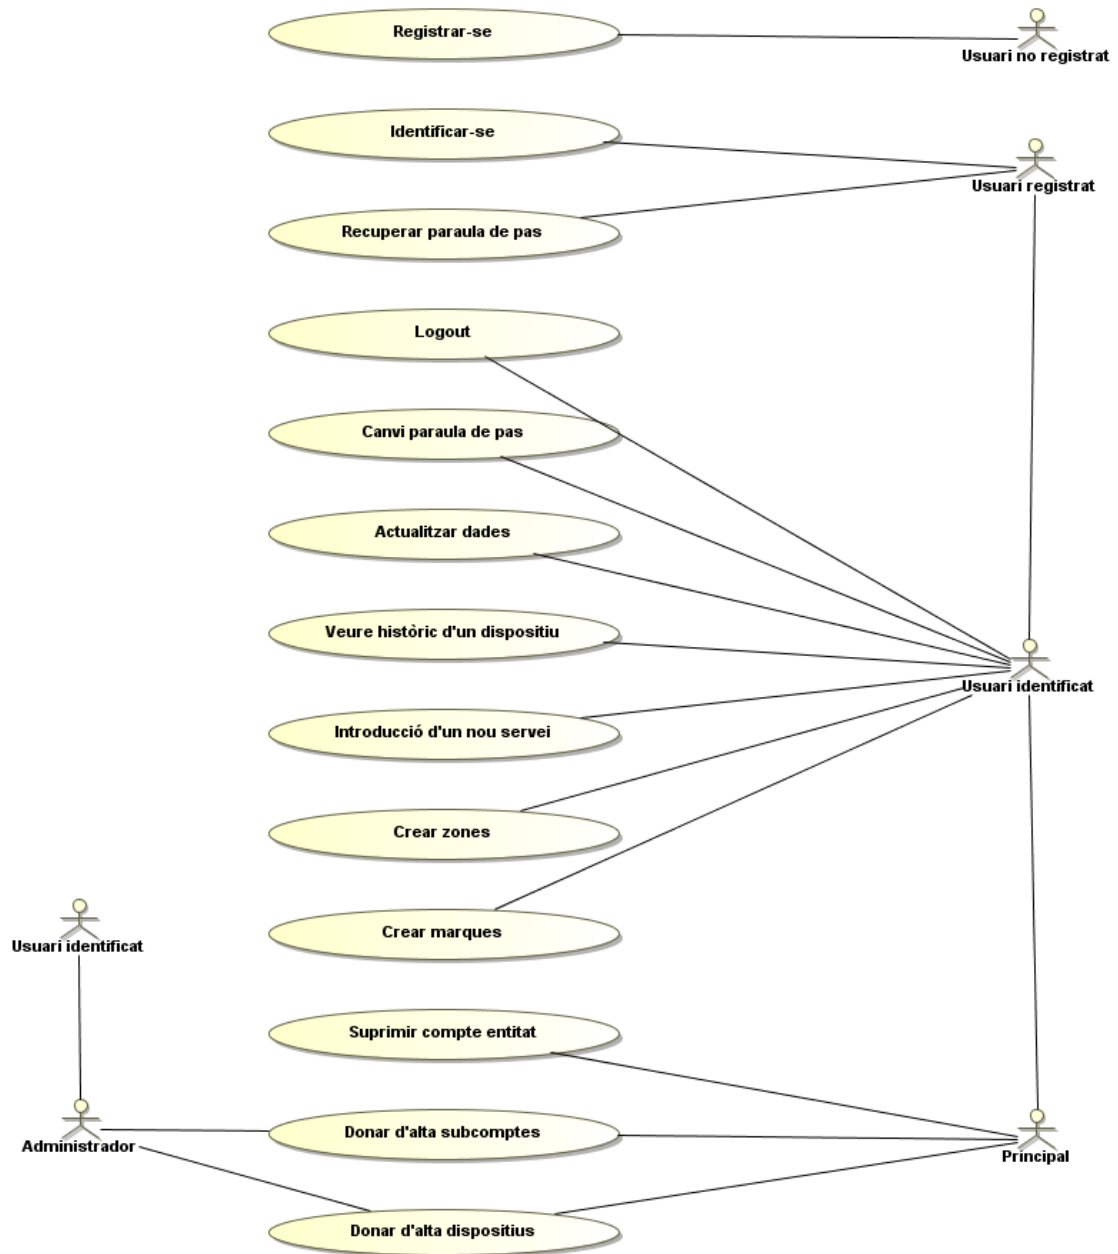 Registrar-se
Usuari no registrat
Identificar-se
Usuari registrat
Recuperar paraula de pas
Logout
Canvi paraula de pas
Actualitzar dades
Veure històric d'un dispositiu
Usuari identificat
Introducció d'un nou servei
Crear zones
Crear marques
Usuari identificat
Suprimir compte entitat
Donar d'alta subcomptes
Administrador
Principal
Donar d'alta dispositius